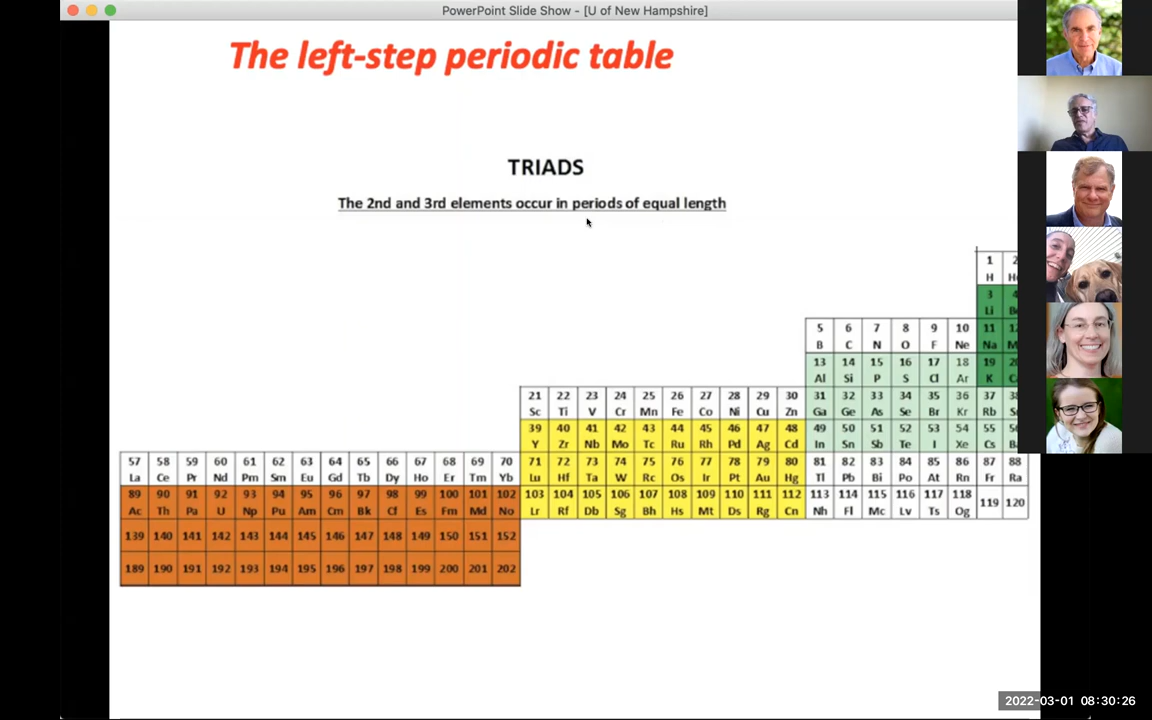 PowerPoint Slide Show - [U of New Hampshire]
The left-step periodic table
TRIADS
The 2nd and 3rd elements occur in periods of equal length
1
H
3
Li
5 6 7 8 9 10 11
B C N O F Ne Na
13 14 15 16 17 18 19
Al Si P S Cl Ar K
21 22 23 24 25 26 27 28 29 30 31 32 33 34 35 36 37
Sc Ti V Cr Mn Fe Co Ni Cu Zn Ga Ge As Se Br Kr Rb
39 40 41 42 43 44 45 46 47 48 49 50 51 52 53 54 55
Y Zr Nb Mo Tc Ru Rh Pd Ag Cd In Sn Sb Te I Xe Cs
57 58 59 60 61 62 63 64 65 66 67 68 69 70 71 72 73 74 75 76 77 78 79 80 81 82 83 84 85 86 87 88
La Ce Pr Nd Pm Sm Eu Gd Tb Dy Ho Er Tm Yb Lu Hf Ta W Rc Os Ir Pt Au Hg Tl Pb Bi Po At Rn Fr Ra
89 90 91 92 93 94 95 96 97 98 99 100 101 102 103 104 105 106 107 108 109 110 111 112 113 114 115 116 117 118 119 120
Ac Th Pa U Np Pu Am Cm Bk Cf Es Fm Md No Lr Rf Db Sg Bh Hs Mt Ds Rg Cn Nh Fl Mc Lv Ts Og
139 140 141 142 143 144 145 146 147 148 149 150 151 152
189 190 191 192 193 194 195 196 197 198 199 200 201 202
2022-03-01 08:30:26